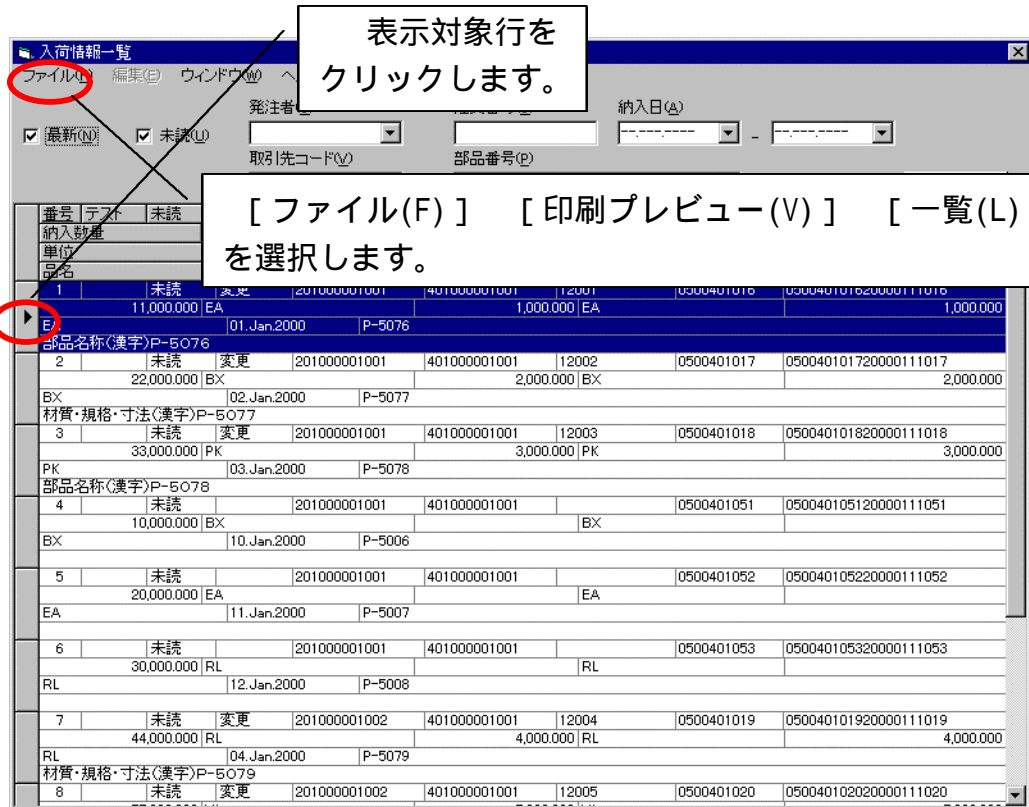 表示対象行を
クリックします。
入荷情報一覧
ファイル(F) 編集(E) ウィンドウ(W)
発注者 納入日(A)
最新(N) 未読(U) --.---.---- - --.---.----
取引先コード(V) 部品番号(P)
[ファイル(F)] [印刷プレビュー(V)] [一覧(L)
を選択します。
番号 テスト 未読
納入数量
単位
品名
1 未読 変更 201000001001 401000001001 12001 0500401016 050040101620000111016
11,000.000 EA 1,000.000 EA 1,000.000
EA 01.Jan.2000 P-5076
部品名称(漢字)P-5076
2 未読 変更 201000001001 401000001001 12002 0500401017 050040101720000111017
22,000.000 BX 2,000.000 BX 2,000.000
BX 02.Jan.2000 P-5077
材質・規格・寸法(漢字)P-5077
3 未読 変更 201000001001 401000001001 12003 0500401018 050040101820000111018
33,000.000 PK 3,000.000 PK 3,000.000
PK 03.Jan.2000 P-5078
部品名称(漢字)P-5078
4 未読 201000001001 401000001001 0500401051 050040105120000111051
10,000.000 BX BX
BX 10.Jan.2000 P-5006
5 未読 201000001001 401000001001 0500401052 050040105220000111052
20,000.000 EA EA
EA 11.Jan.2000 P-5007
6 未読 201000001001 401000001001 0500401053 050040105320000111053
30,000.000 RL RL
RL 12.Jan.2000 P-5008
7 未読 変更 201000001002 401000001001 12004 0500401019 050040101920000111019
44,000.000 RL 4,000.000 RL 4,000.000
RL 04.Jan.2000 P-5079
材質・規格・寸法(漢字)P-5079
8 未読 変更 201000001002 401000001001 12005 0500401020 050040102020000111020